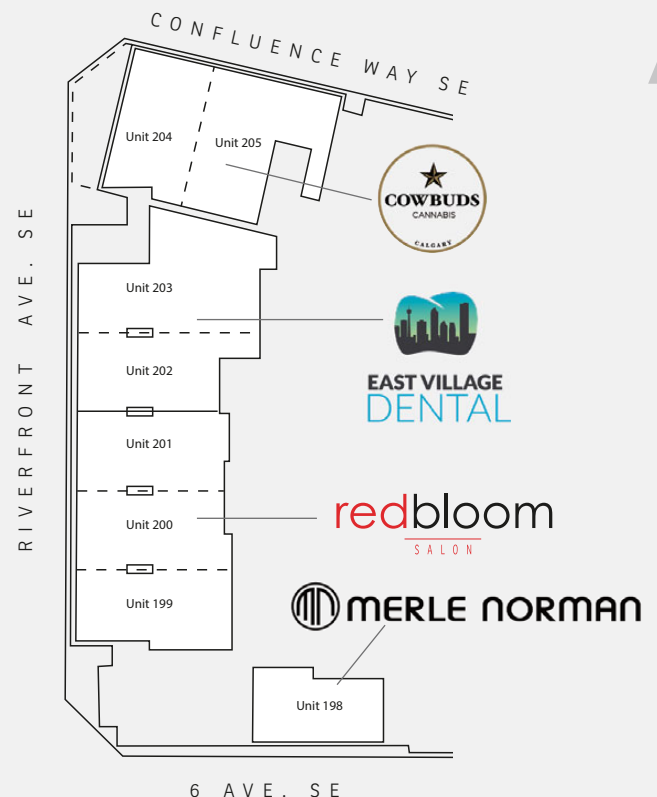 CONFLUENCE WAY SE
Unit 204
Unit 205
COWBUDS
CANNABIS
CALGARY
RIVERFRONT AVE. SE
Unit 203
EAST VILLAGE
DENTAL
Unit 202
Unit 201
redbloom
SALON
Unit 200
Unit 199
MERLE NORMAN
Unit 198
6 AVE. SE